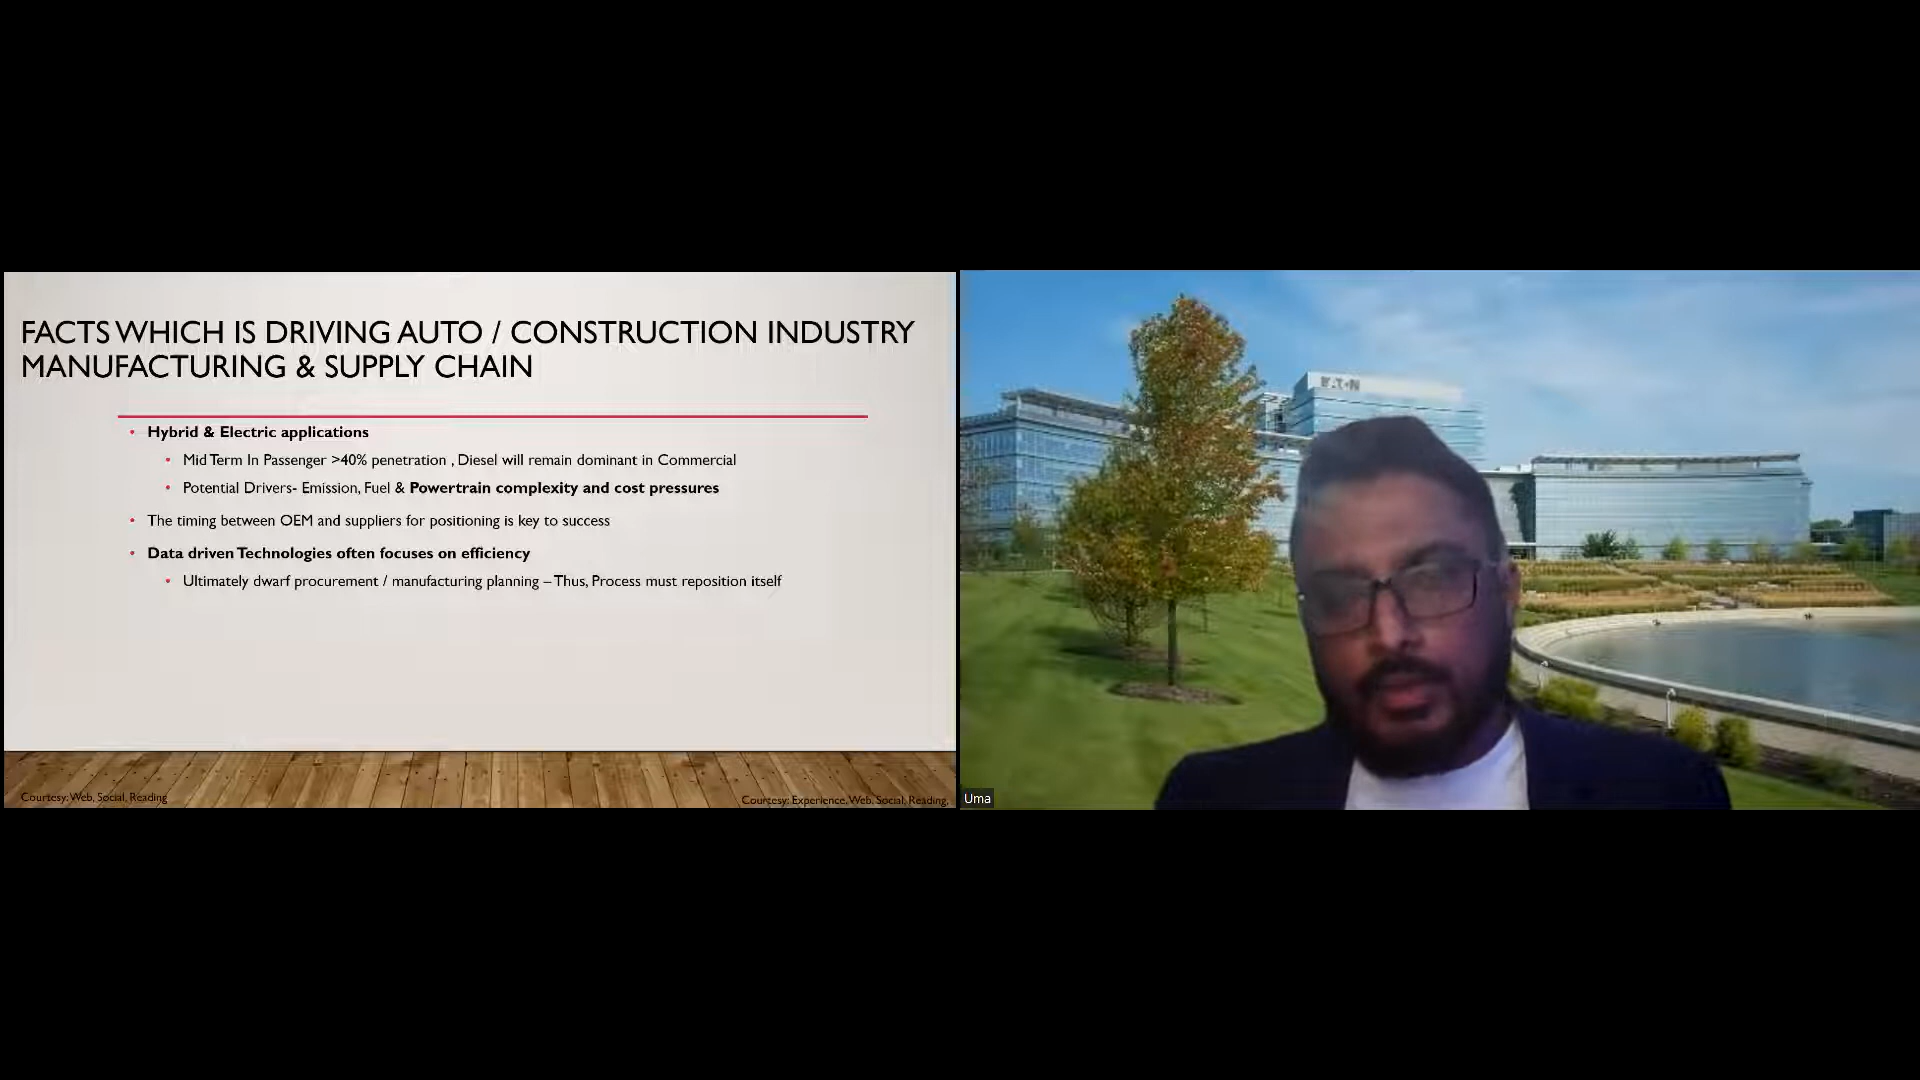 FACTS WHICH IS DRIVING AUTO / CONSTRUCTION INDUSTRY
MANUFACTURING & SUPPLY CHAIN
• Hybrid & Electric applications
• Mid Term In Passenger >40% penetration , Diesel will remain dominant in Commercial
• Potential Drivers- Emission, Fuel & Powertrain complexity and cost pressures
• The timing between OEM and suppliers for positioning is key to success
• Data driven Technologies often focuses on efficiency
• Ultimately dwarf procurement / manufacturing planning – Thus, Process must reposition itself
Courtesy: Web, Social, Reading
Courtesy: Experience, Web, Social, Reading,
EATON
Uma